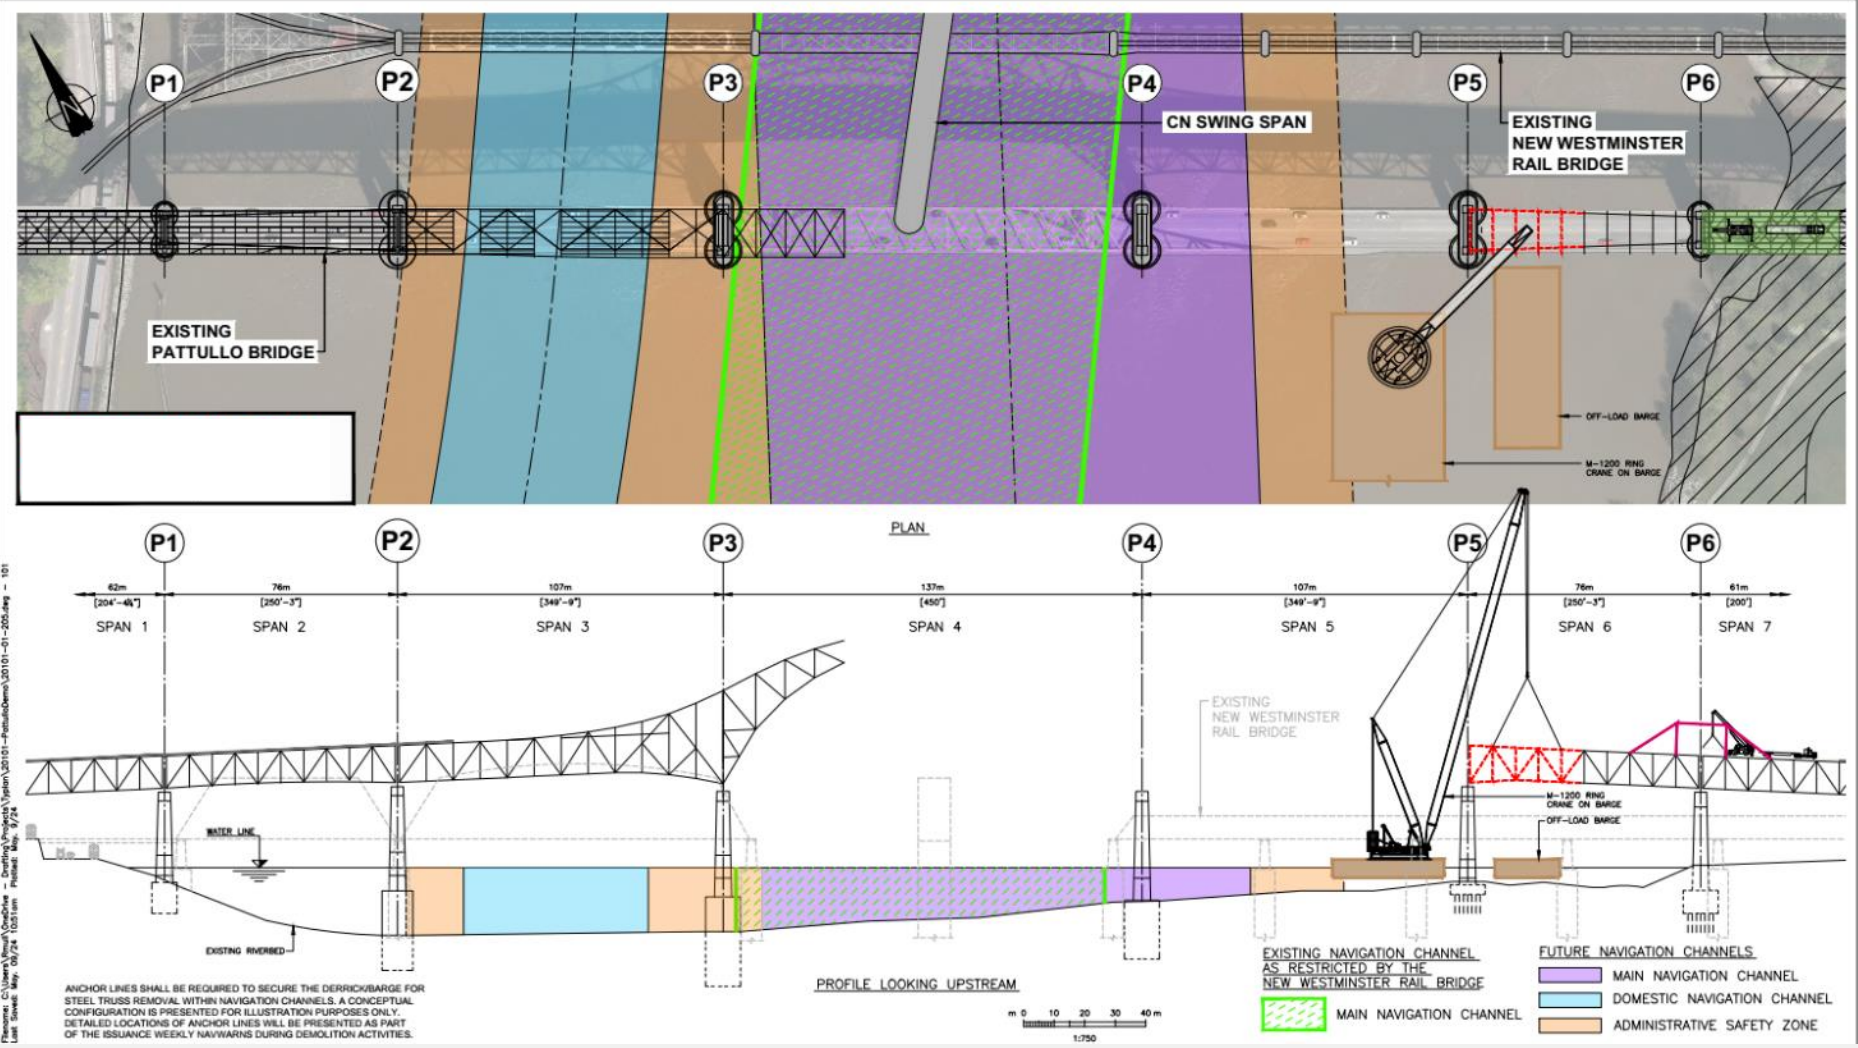 P1
P2
P3
P4
P5
P6
N
CN SWING SPAN
EXISTING
NEW WESTMINSTER
RAIL BRIDGE
EXISTING
PATTULLO BRIDGE
OFF-LOAD BARGE
M-1200 RING
CRANE ON BARGE
PLAN
P1
P2
P3
P4
P5
P6
62m
76m
107m
137m
107m
76m
61m
[204'-4¼"]
[250'-3"]
[349'-9"]
[450']
[349'-9"]
[250'-3"]
[200']
SPAN 1
SPAN 2
SPAN 3
SPAN 4
SPAN 5
SPAN 6
SPAN 7
EXISTING
NEW WESTMINSTER
RAIL BRIDGE
M-1200 RING
CRANE ON BARGE
OFF-LOAD BARGE
WATER LINE
EXISTING RIVERBED
ANCHOR LINES SHALL BE REQUIRED TO SECURE THE DERRICK/BARGE FOR
STEEL TRUSS REMOVAL WITHIN NAVIGATION CHANNELS. A CONCEPTUAL
CONFIGURATION IS PRESENTED FOR ILLUSTRATION PURPOSES ONLY.
DETAILED LOCATIONS OF ANCHOR LINES WILL BE PRESENTED AS PART
OF THE ISSUANCE WEEKLY NAVWARNS DURING DEMOLITION ACTIVITIES.
PROFILE LOOKING UPSTREAM
m 0 10 20 30 40 m
1:750
EXISTING NAVIGATION CHANNEL
AS RESTRICTED BY THE
NEW WESTMINSTER RAIL BRIDGE
MAIN NAVIGATION CHANNEL
FUTURE NAVIGATION CHANNELS
MAIN NAVIGATION CHANNEL
DOMESTIC NAVIGATION CHANNEL
ADMINISTRATIVE SAFETY ZONE